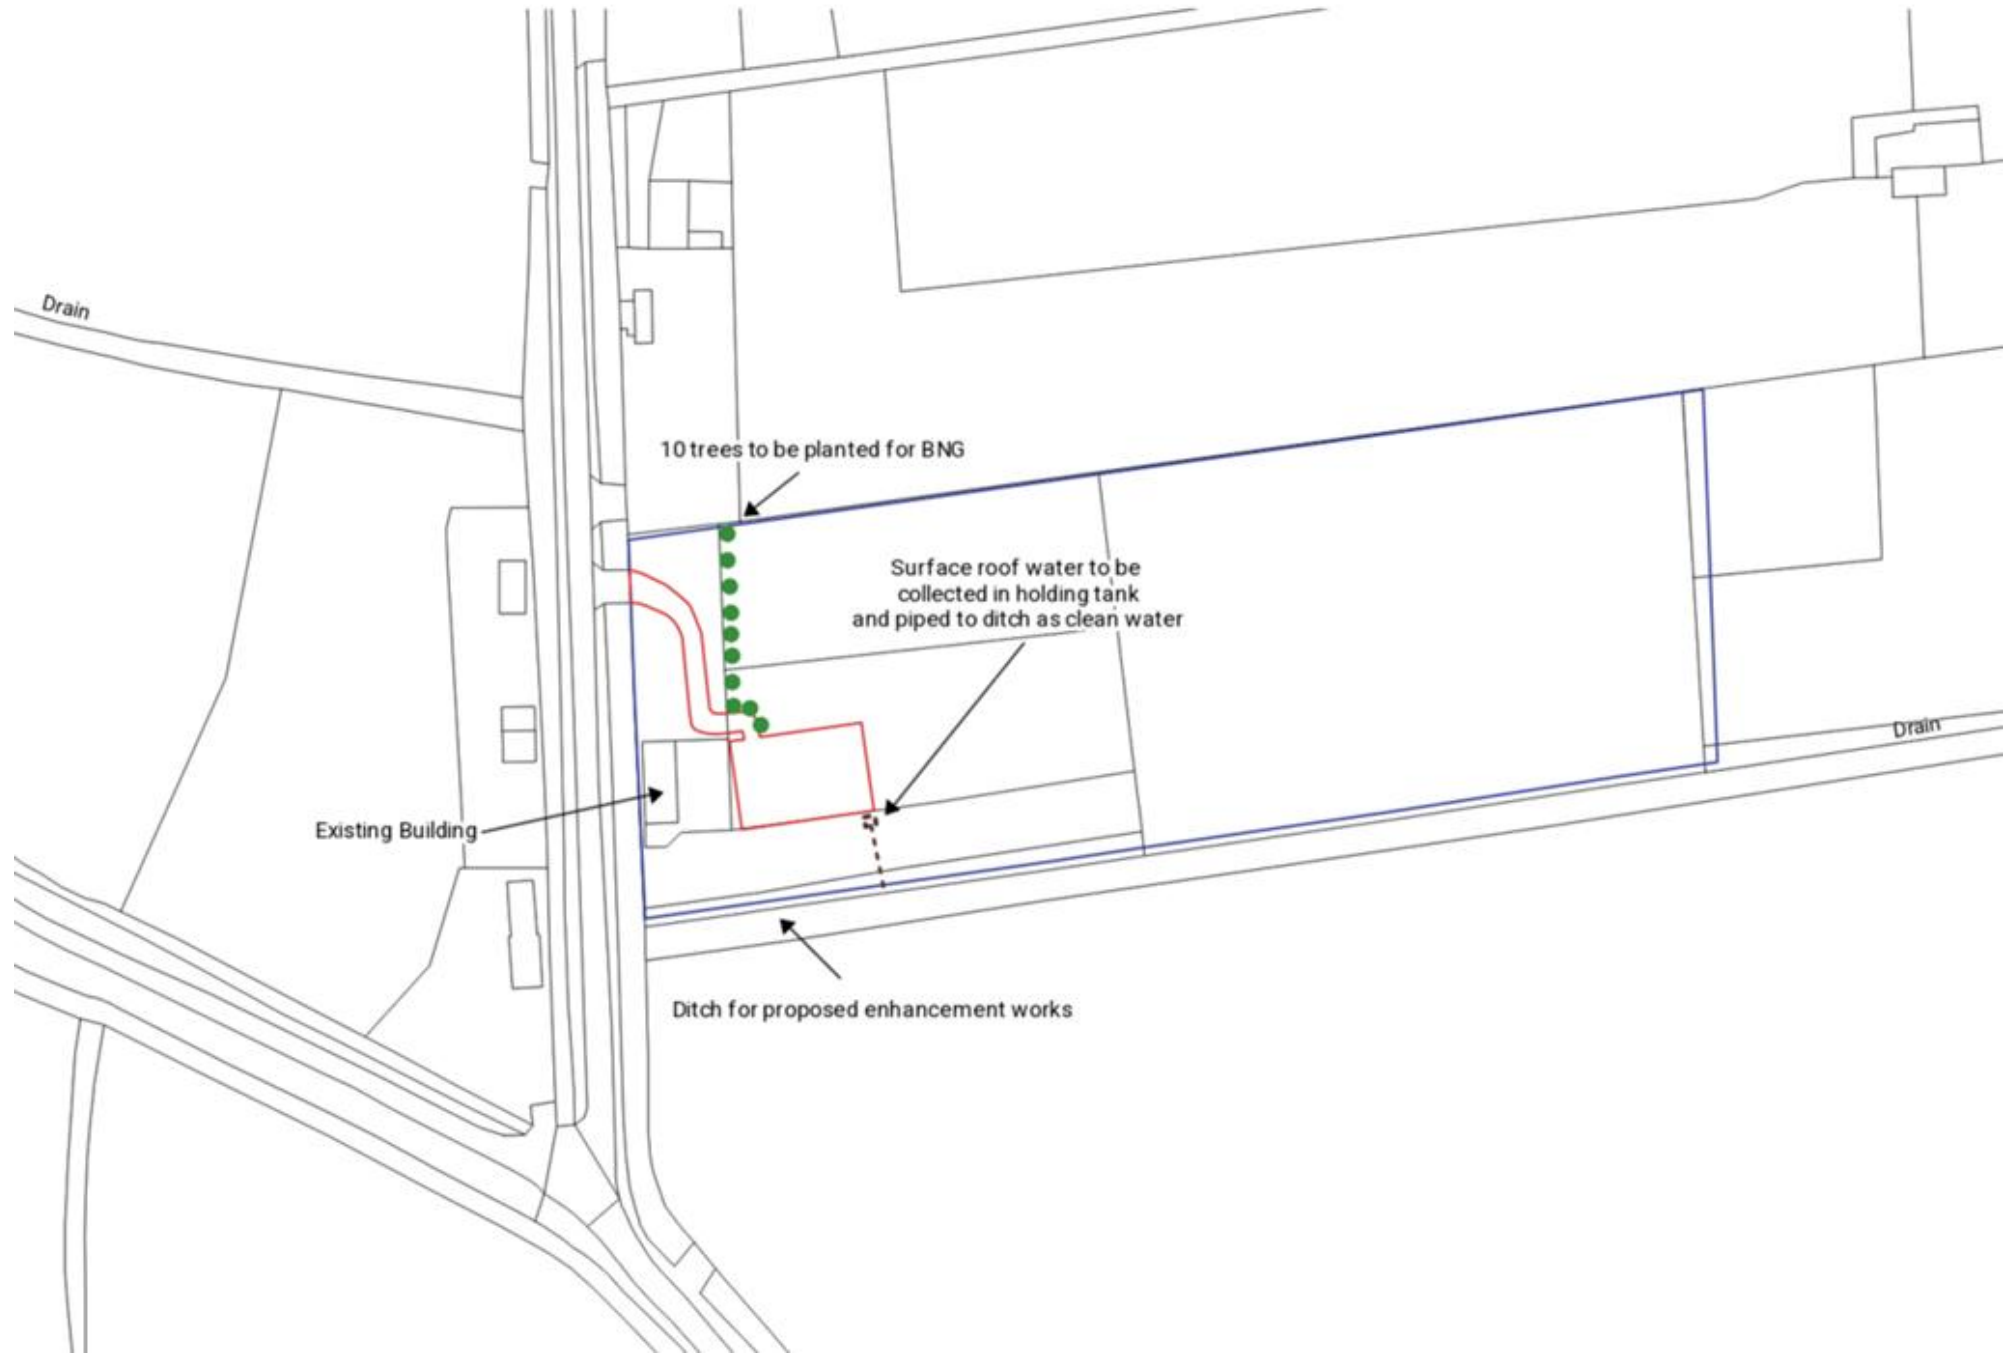 Drain
10 trees to be planted for BNG
Surface roof water to be
collected in holding tank
and piped to ditch as clean water
Drain
Existing Building
Ditch for proposed enhancement works